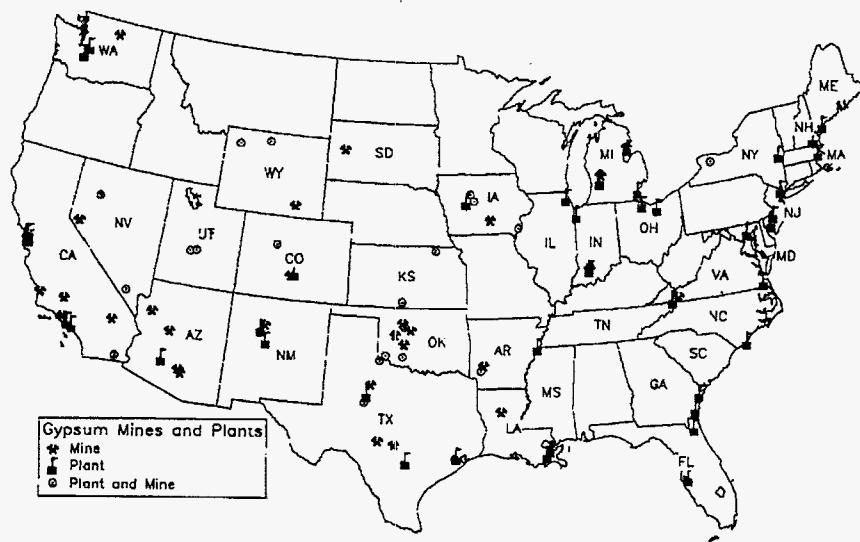 WA
ME
NH
MI
NY
MA
SD
WY
IA
NJ
NV
UT
OH
IL
IN
CO
MD
CA
KS
VA
NC
TN
AZ
OK
AR
NM
SC
MS
GA
TX
LA
Gypsum Mines and Plants
Mine
Plant
Plant and Mine
FL